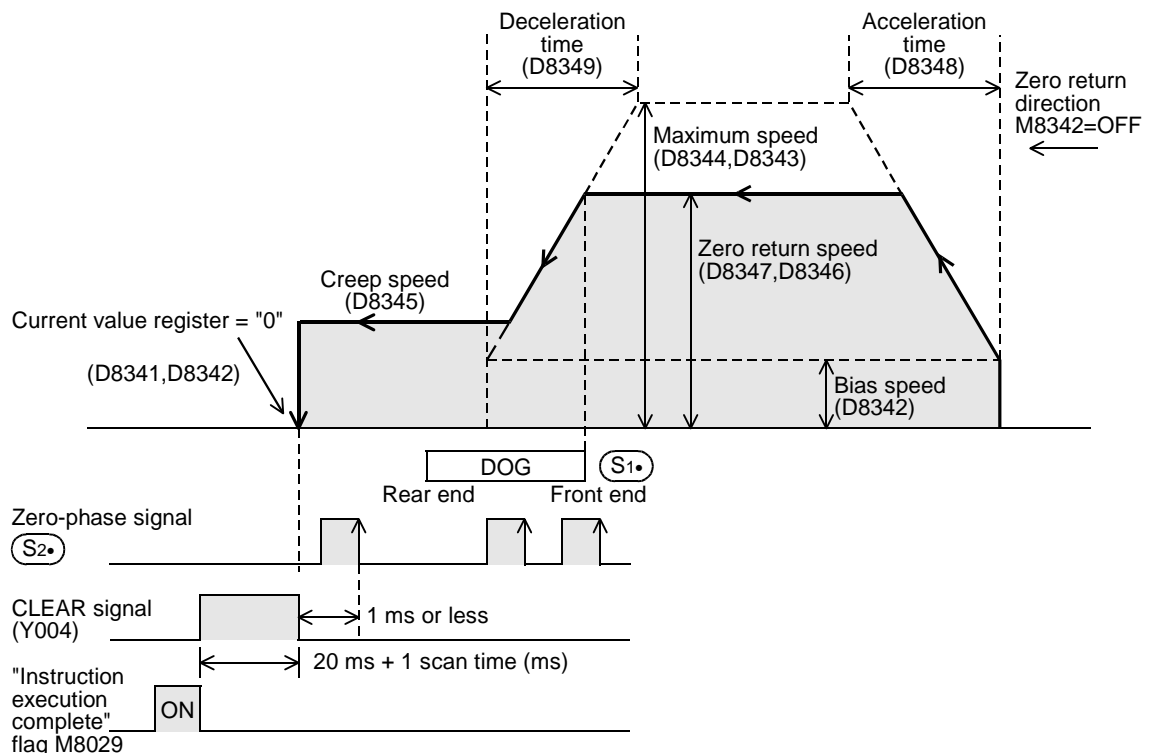 Deceleration
time
(D8349)
Acceleration
time
(D8348)
Zero return
direction
M8342=OFF
Maximum speed
(D8344,D8343)
Zero return speed
(D8347,D8346)
Creep speed
(D8345)
Current value register = "0"
(D8341,D8342)
Bias speed
(D8342)
DOG
S1•
Rear end
Front end
Zero-phase signal
S2•
CLEAR signal
(Y004)
1 ms or less
20 ms + 1 scan time (ms)
"Instruction
execution
complete"
flag M8029
ON